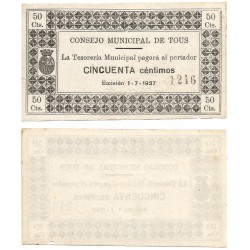 50 Cts. 50 Cts.
CONSEJO MUNICIPAL DE TOUS
La Tesorería Municipal pagará al portador
CINCUENTA céntimos
Emisión 1-7-1937
1246
50 Cts. 50 Cts.